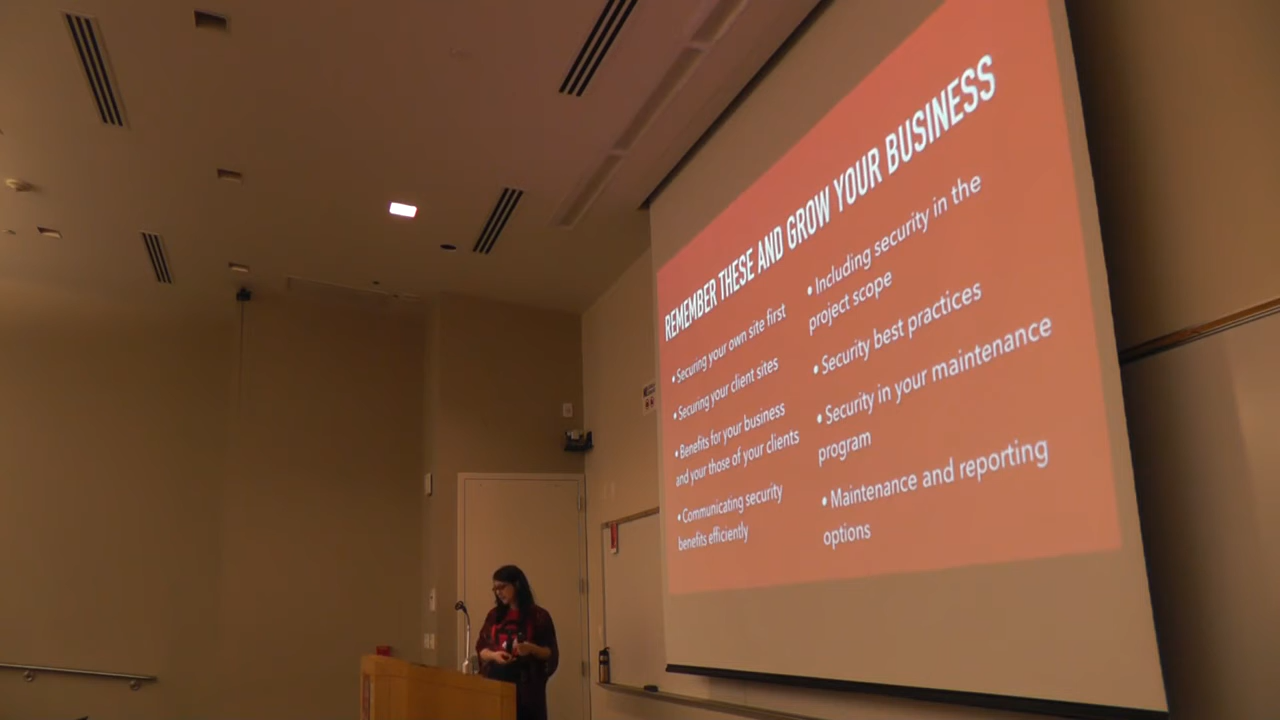 REMEMBER THESE AND GROW YOUR BUSINESS
• Securing your own site first
• Securing your client sites
• Benefits for your business
and your those of your clients
• Communicating security
benefits efficiently
• Including security in the
project scope
• Security best practices
• Security in your maintenance
program
• Maintenance and reporting
options